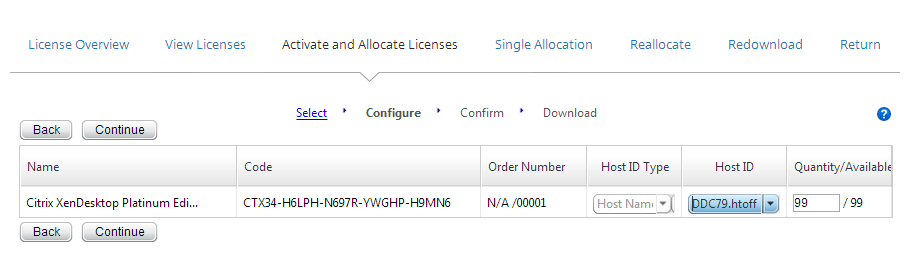 License Overview View Licenses Activate and Allocate Licenses Single Allocation Reallocate Redownload Return
Select Configure Confirm Download
?
Back Continue
Name Code Order Number Host ID Type Host ID Quantity/Available
Citrix XenDesktop Platinum Edi... CTX34-H6LPH-N697R-YWGHP-H9MN6 N/A /00001 Host Name DDC79.htoff 99 / 99
Back Continue